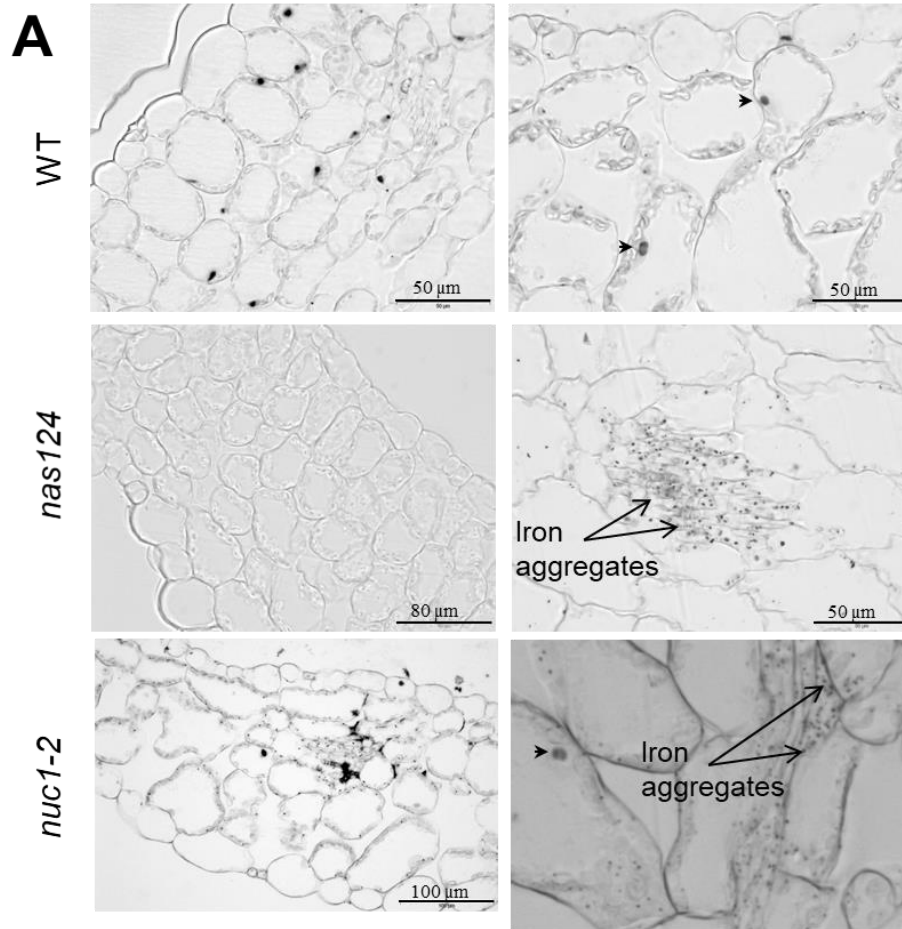 A
WT
50 µm
50 µm
nas124
80 µm
Iron
aggregates
50 µm
nuc1-2
100 µm
Iron
aggregates